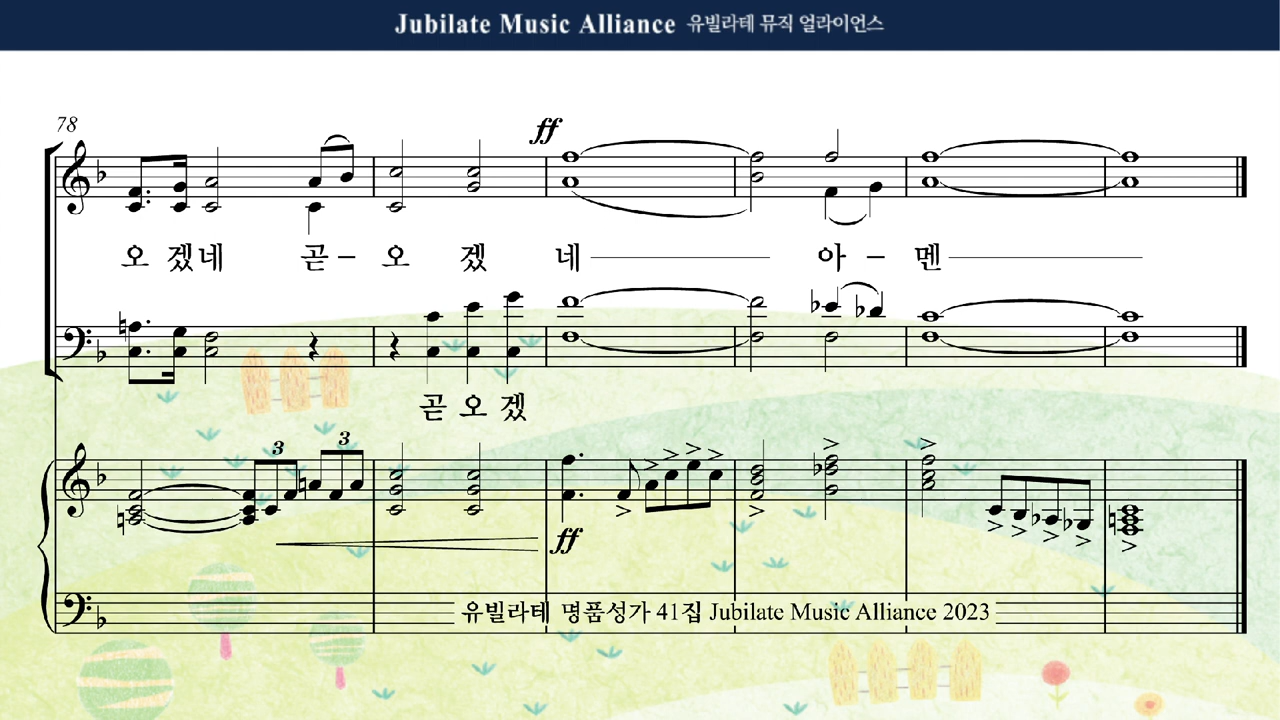 Jubilate Music Alliance 유빌라테 뮤직 얼라이언스
78
ff
오 겠 네 곧 – 오 겠 네 아 – 멘
곧 오 겠
3 3
ff
유빌라테 명품성가 41집 Jubilate Music Alliance 2023